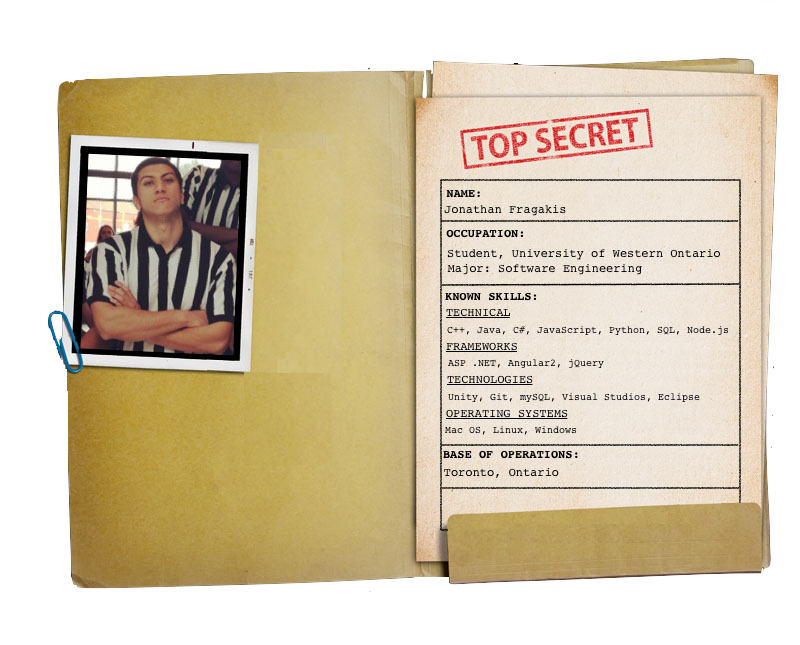 TOP SECRET
NAME:
Jonathan Fragakis
OCCUPATION:
Student, University of Western Ontario
Major: Software Engineering
KNOWN SKILLS:
TECHNICAL
C++, Java, C#, JavaScript, Python, SQL, Node.js
FRAMEWORKS
ASP .NET, Angular2, jQuery
TECHNOLOGIES
Unity, Git, mySQL, Visual Studios, Eclipse
OPERATING SYSTEMS
Mac OS, Linux, Windows
BASE OF OPERATIONS:
Toronto, Ontario